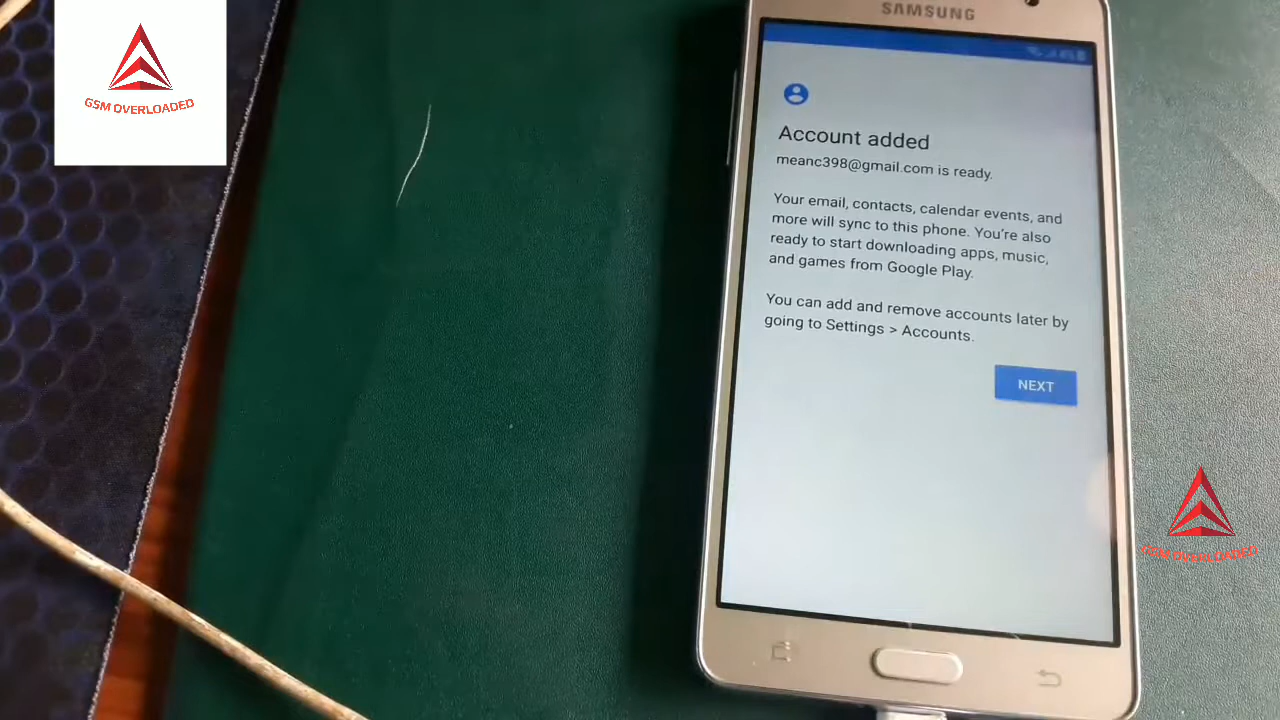 GSM OVERLOADED
SAMSUNG
Account added
meanc398@gmail.com is ready.
Your email, contacts, calendar events, and
more will sync to this phone. You're also
ready to start downloading apps, music,
and games from Google Play.
You can add and remove accounts later by
going to Settings > Accounts.
NEXT
GSM OVERLOADED